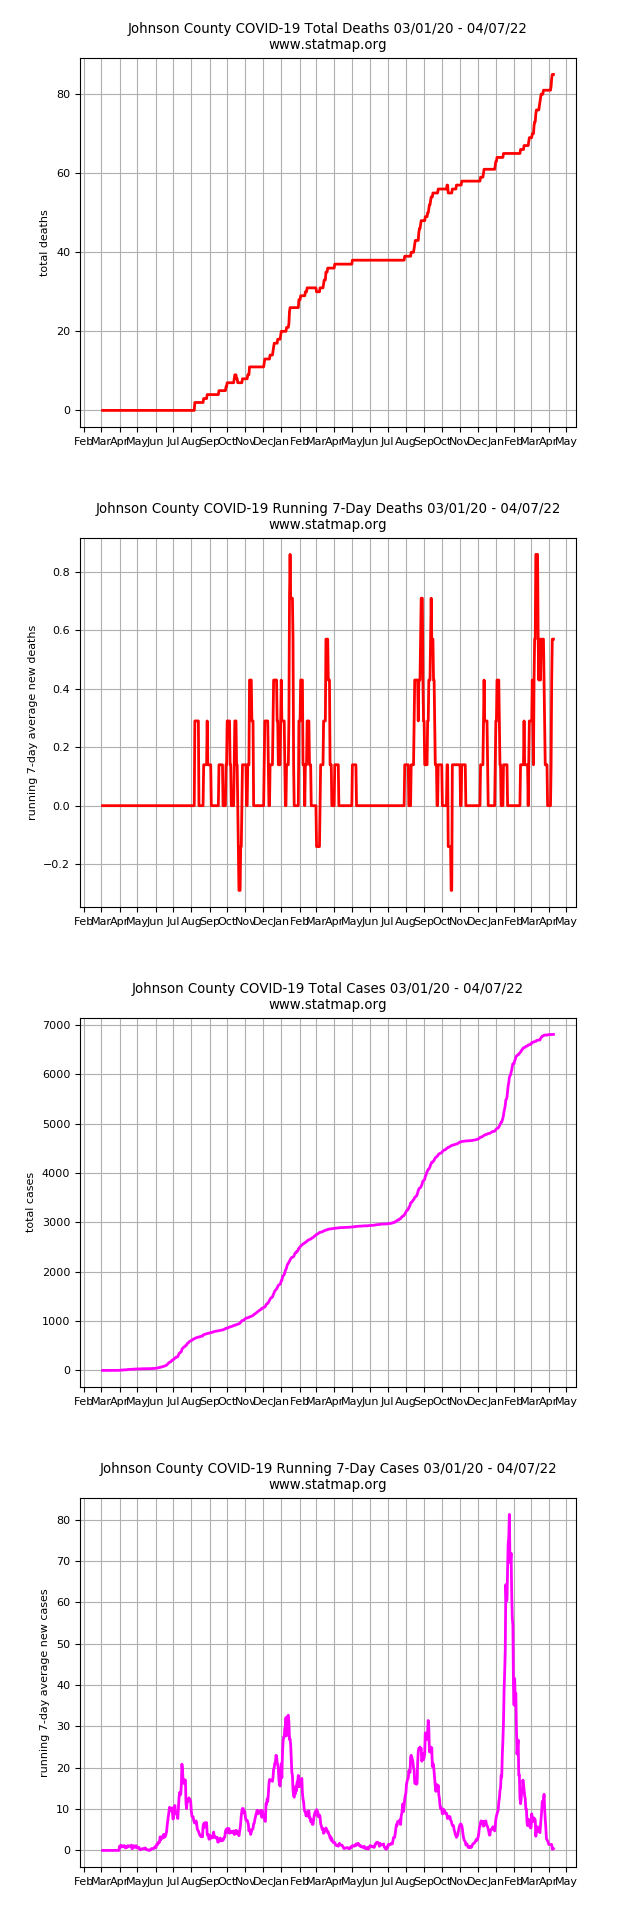 Johnson County COVID-19 Total Deaths 03/01/20 - 04/07/22
www.statmap.org
80
60
40
20
0
total deaths
Feb Mar Apr May Jun Jul Aug Sep Oct Nov Dec Jan Feb Mar Apr May Jun Jul Aug Sep Oct Nov Dec Jan Feb Mar Apr May
Johnson County COVID-19 Running 7-Day Deaths 03/01/20 - 04/07/22
www.statmap.org
0.8
0.6
0.4
0.2
0.0
−0.2
running 7-day average new deaths
Feb Mar Apr May Jun Jul Aug Sep Oct Nov Dec Jan Feb Mar Apr May Jun Jul Aug Sep Oct Nov Dec Jan Feb Mar Apr May
Johnson County COVID-19 Total Cases 03/01/20 - 04/07/22
www.statmap.org
7000
6000
5000
4000
3000
2000
1000
0
total cases
Feb Mar Apr May Jun Jul Aug Sep Oct Nov Dec Jan Feb Mar Apr May Jun Jul Aug Sep Oct Nov Dec Jan Feb Mar Apr May
Johnson County COVID-19 Running 7-Day Cases 03/01/20 - 04/07/22
www.statmap.org
80
70
60
50
40
30
20
10
0
running 7-day average new cases
Feb Mar Apr May Jun Jul Aug Sep Oct Nov Dec Jan Feb Mar Apr May Jun Jul Aug Sep Oct Nov Dec Jan Feb Mar Apr May